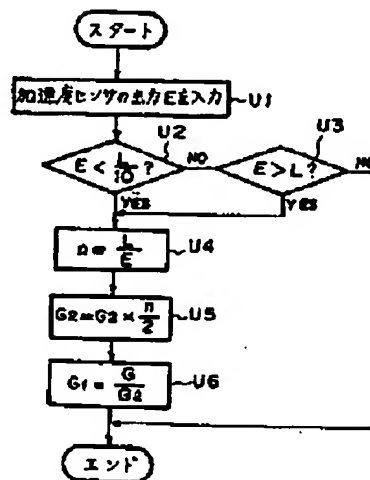 スタート
加速度センサの出力Eを入力
U1
E < L/10 ?
U2
NO
E > L ?
U3
NO
YES
YES
n = L/E
U4
G2 = G2 × n/2
U5
G1 = G/G2
U6
エンド